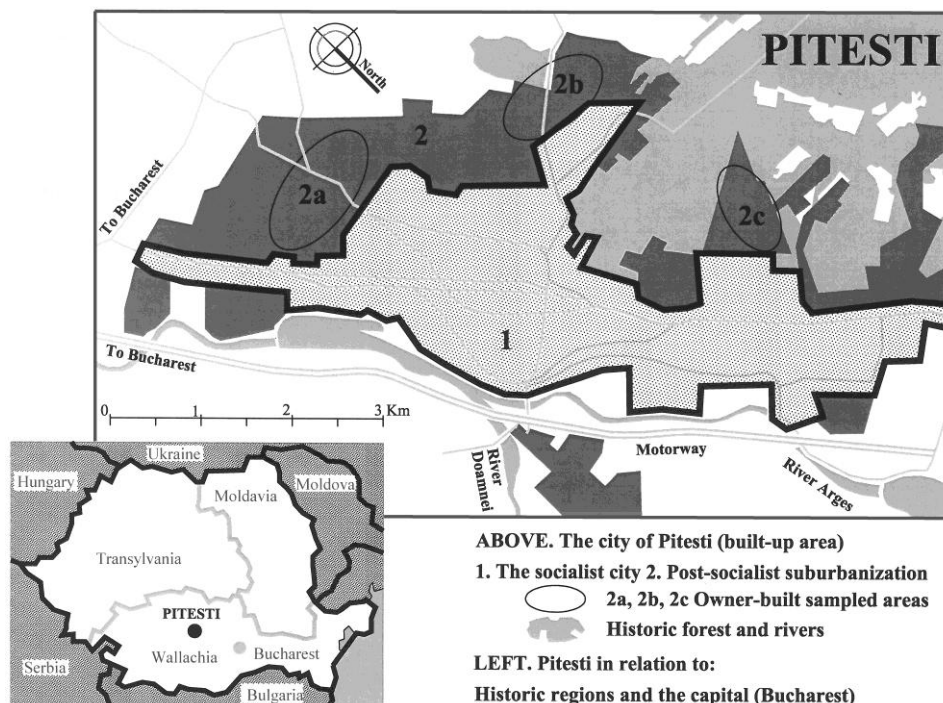 PITESTI
North
2b
2
2a
2c
To Bucharest
1
To Bucharest
0 1 2 3 Km
Motorway
River Doamnei
River Arges
Ukraine
Hungary
Moldavia
Moldova
Transylvania
PITESTI
Wallachia
Bucharest
Serbia
Bulgaria
ABOVE. The city of Pitesti (built-up area)
1. The socialist city 2. Post-socialist suburbanization
2a, 2b, 2c Owner-built sampled areas
Historic forest and rivers
LEFT. Pitesti in relation to:
Historic regions and the capital (Bucharest)